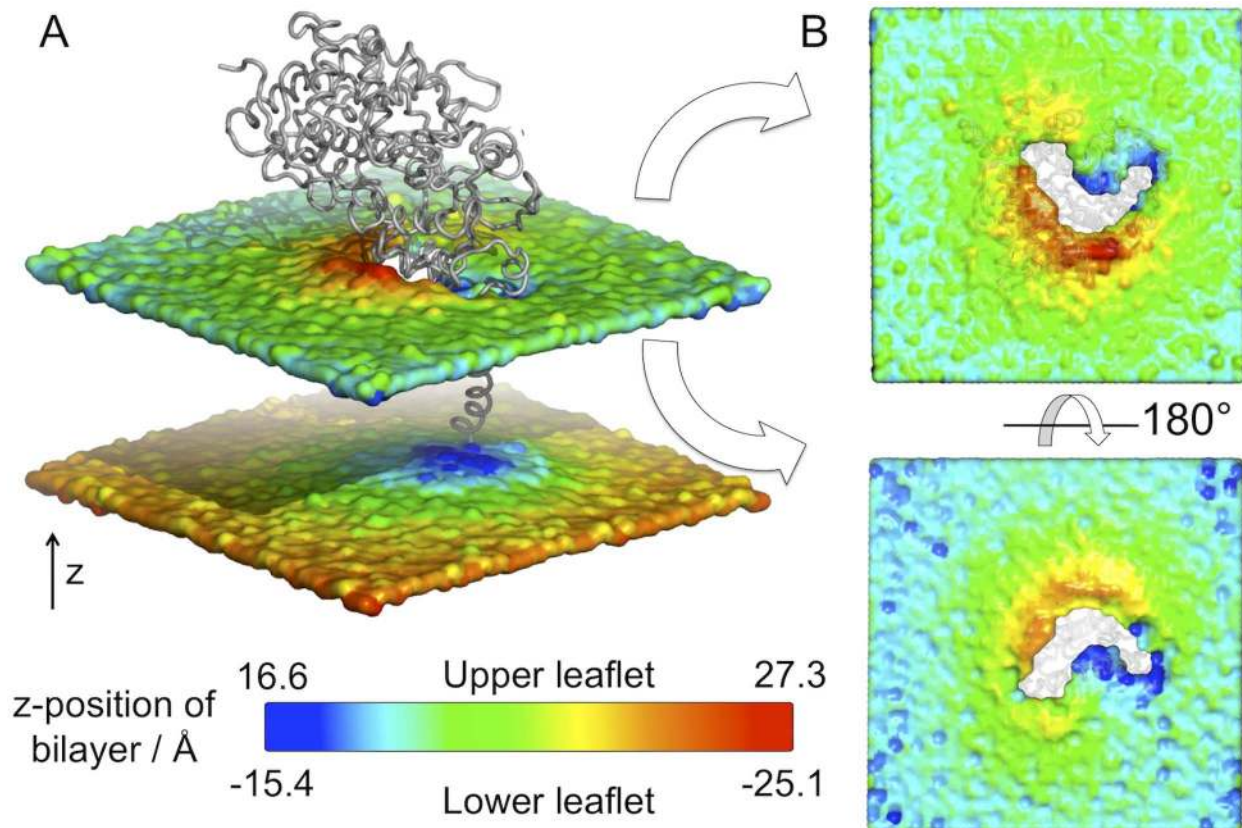 A
B
180°
z
16.6 Upper leaflet 27.3
z-position of
bilayer / Å
-15.4 Lower leaflet -25.1